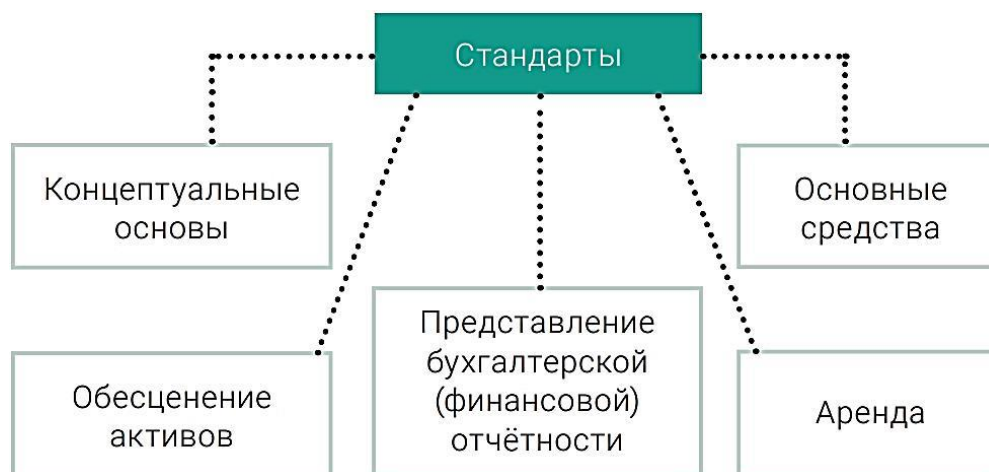 Стандарты
Концептуальные
основы
Основные
средства
Обесценение
активов
Представление
бухгалтерской
(финансовой)
отчётности
Аренда